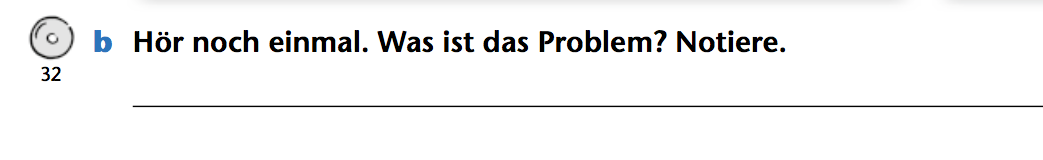 b Hör noch einmal. Was ist das Problem? Notiere.
32